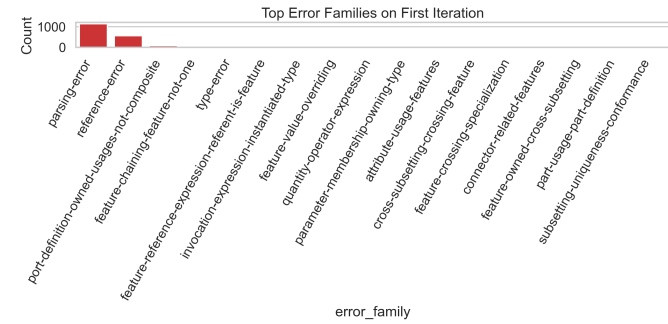 Top Error Families on First Iteration
Count
1000
0
parsing-error
reference-error
port-definition-owned-usages-not-composite
feature-chaining-feature-not-one
type-error
feature-reference-expression-referent-is-feature
invocation-expression-instantiated-type
feature-value-overriding
quantity-operator-expression
parameter-membership-owning-type
attribute-usage-features
cross-subsetting-crossing-feature
feature-crossing-specialization
connector-related-features
feature-owned-cross-subsetting
part-usage-part-definition
subsetting-uniqueness-conformance
error_family